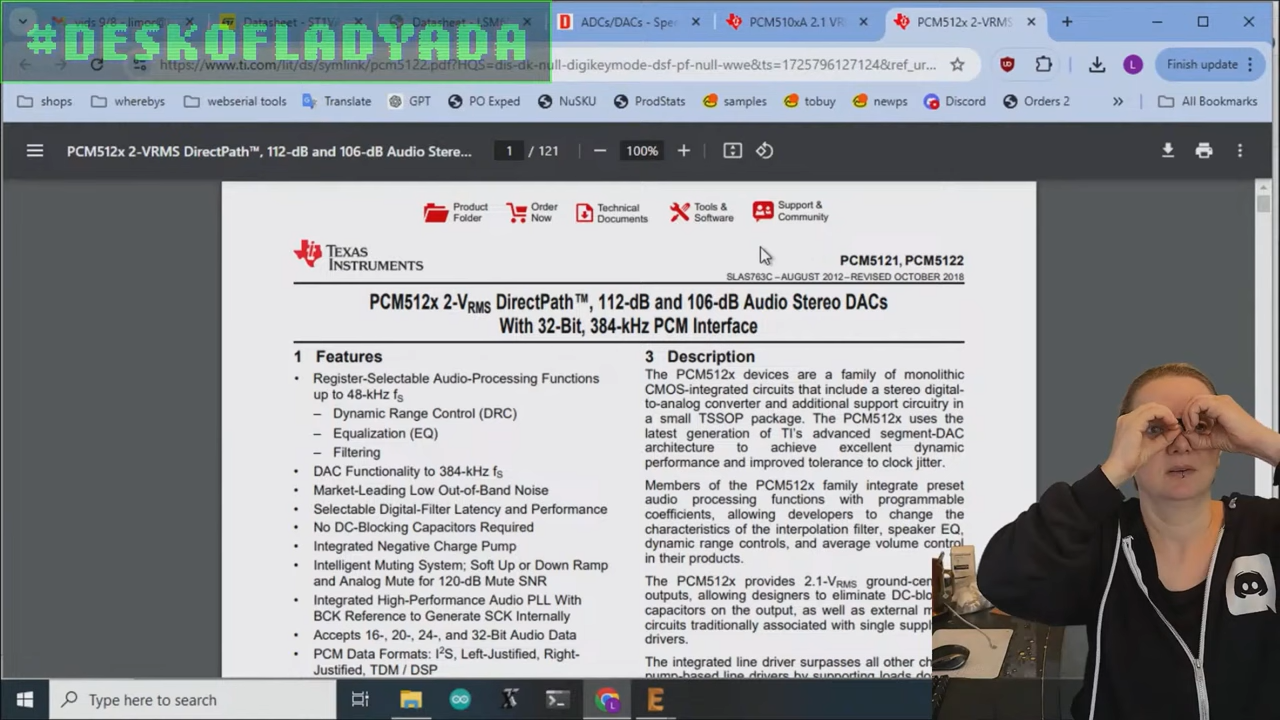 #DESKOFLADYADA
vids 9/8 - limor@
Datasheet - ST1V
Datasheet - LSM
ADCs/DACs - Spe
PCM510xA 2.1 VR
PCM512x 2-VRMS
https://www.ti.com/lit/ds/symlink/pcm5122.pdf?HQS=dis-dk-null-digikeymode-dsf-pf-null-wwe&ts=1725796127124&ref_ur...
Finish update
shops
wherebys
webserial tools
Translate
GPT
PO Exped
NuSKU
ProdStats
samples
tobuy
newps
Discord
Orders 2
All Bookmarks
PCM512x 2-VRMS DirectPath™, 112-dB and 106-dB Audio Stere...
1 / 121
100%
Product
Folder
Order
Now
Technical
Documents
Tools &
Software
Support &
Community
TEXAS
INSTRUMENTS
PCM5121, PCM5122
SLAS763C – AUGUST 2012 – REVISED OCTOBER 2018
PCM512x 2-VRMS DirectPath™, 112-dB and 106-dB Audio Stereo DACs
With 32-Bit, 384-kHz PCM Interface
1 Features
• Register-Selectable Audio-Processing Functions
up to 48-kHz fS
– Dynamic Range Control (DRC)
– Equalization (EQ)
– Filtering
• DAC Functionality to 384-kHz fS
• Market-Leading Low Out-of-Band Noise
• Selectable Digital-Filter Latency and Performance
• No DC-Blocking Capacitors Required
• Integrated Negative Charge Pump
• Intelligent Muting System; Soft Up or Down Ramp
and Analog Mute for 120-dB Mute SNR
• Integrated High-Performance Audio PLL With
BCK Reference to Generate SCK Internally
• Accepts 16-, 20-, 24-, and 32-Bit Audio Data
• PCM Data Formats: I2S, Left-Justified, Right-
Justified, TDM / DSP
3 Description
The PCM512x devices are a family of monolithic
CMOS-integrated circuits that include a stereo digital-
to-analog converter and additional support circuitry in
a small TSSOP package. The PCM512x uses the
latest generation of TI's advanced segment-DAC
architecture to achieve excellent dynamic
performance and improved tolerance to clock jitter.
Members of the PCM512x family integrate preset
audio processing functions with programmable
coefficients, allowing developers to change the
characteristics of the interpolation filter, speaker EQ,
dynamic range controls, and average volume control
in their products.
The PCM512x provides 2.1-VRMS ground-cen
outputs, allowing designers to eliminate DC-blo
capacitors on the output, as well as external m
circuits traditionally associated with single supp
drivers.
The integrated line driver surpasses all other ch
pump-based line drivers by supporting loads do
Type here to search